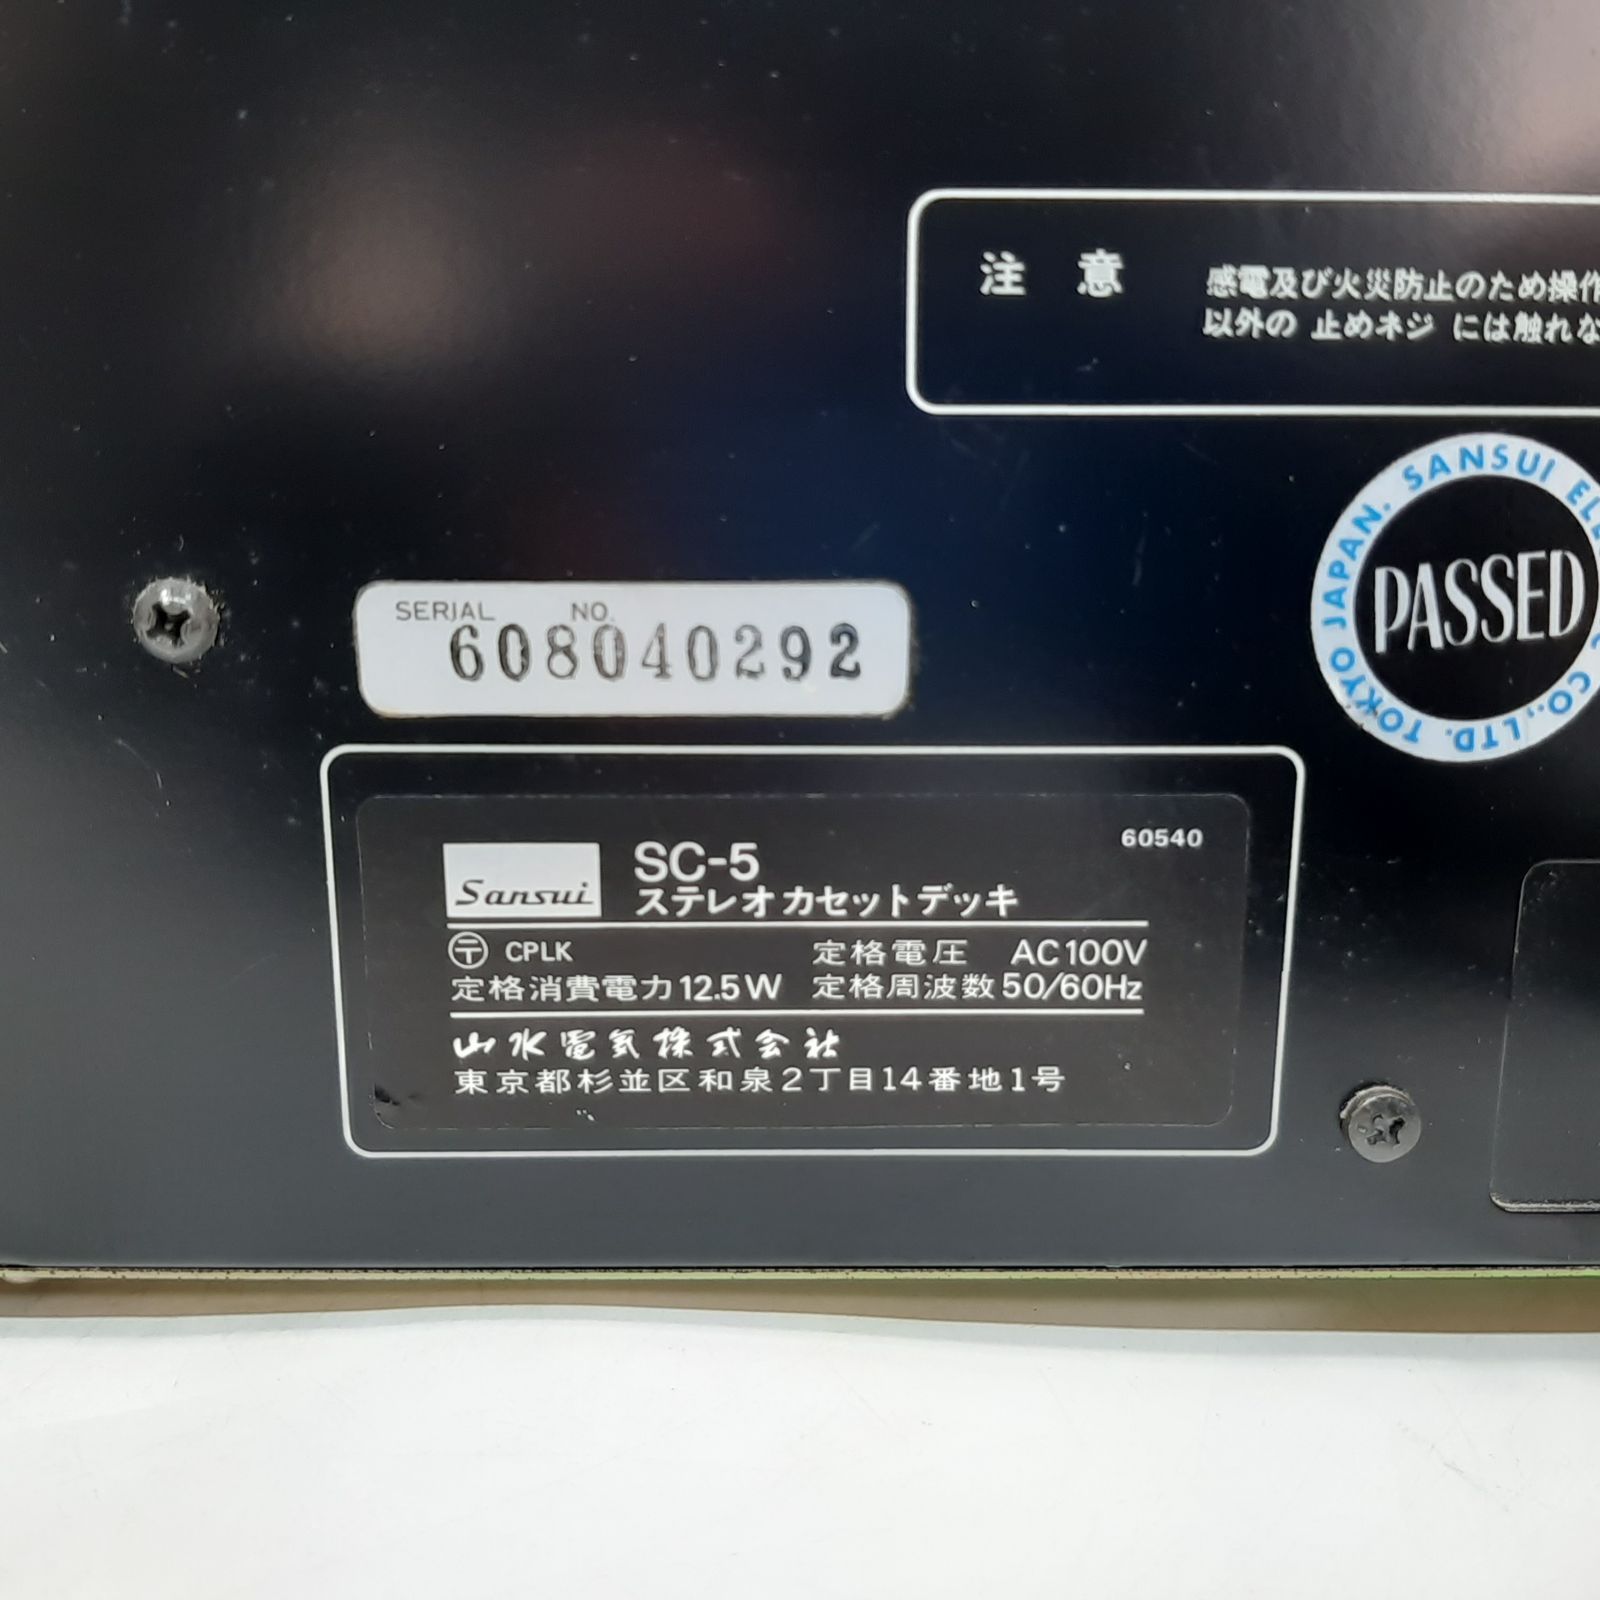 注 意
感電及び火災防止のため操作
以外の 止めネジ には触れな
SANSUI ELE C CO., LTD. TOKYO JAPAN.
PASSED
SERIAL NO.
608040292
60540
Sansui
SC-5
ステレオカセットデッキ
〒 CPLK 定格電圧 AC100V
定格消費電力12.5W 定格周波数50/60Hz
山水電気株式会社
東京都杉並区和泉2丁目14番地1号